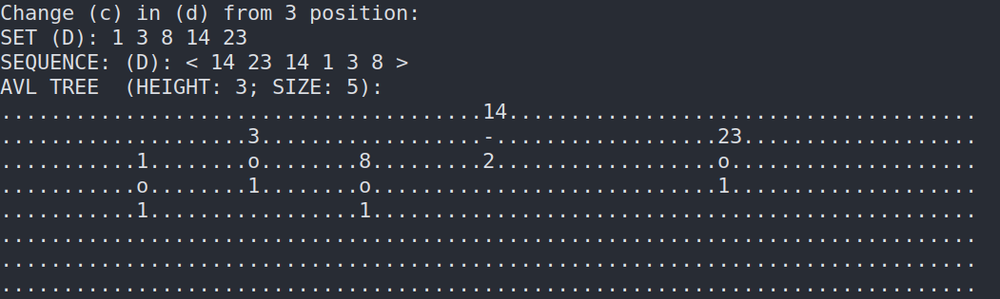 Change (c) in (d) from 3 position:
SET (D): 1 3 8 14 23
SEQUENCE: (D): < 14 23 14 1 3 8 >
AVL TREE  (HEIGHT: 3; SIZE: 5):
.......................................14......................................
....................3..................-..................23...................
...........1........o........8.........2..................o....................
...........o........1........o............................1....................
...........1.................1.................................................
...............................................................................
...............................................................................
...............................................................................